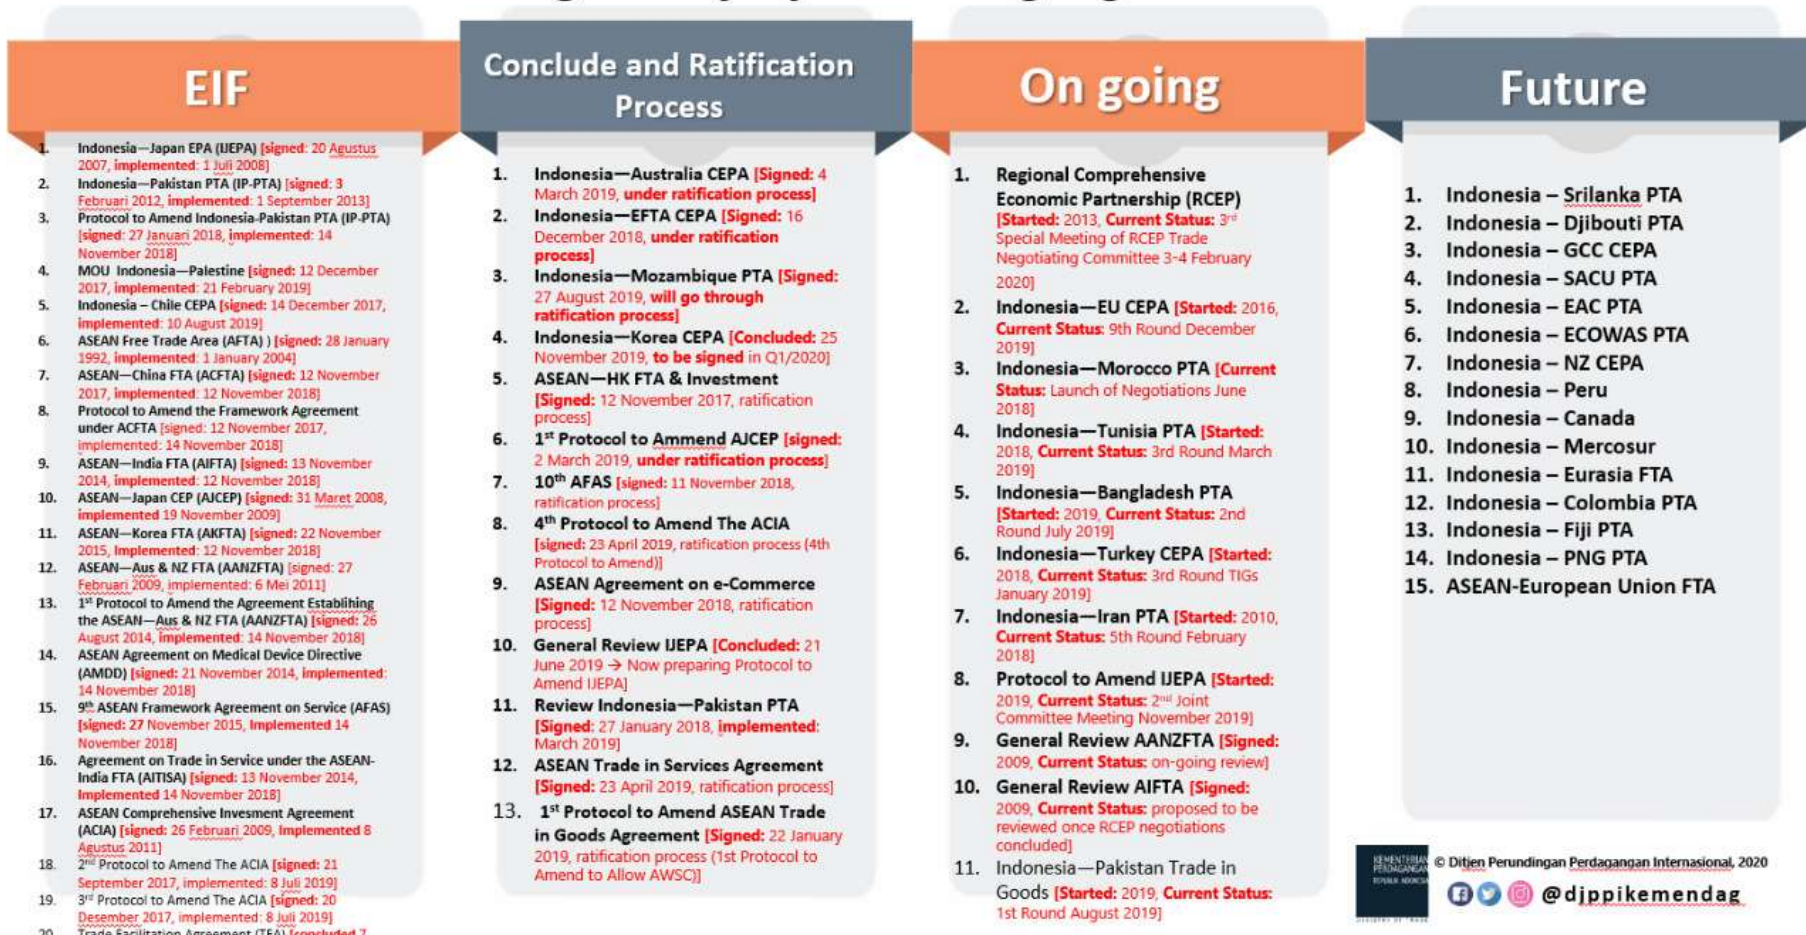 EIF
1. Indonesia—Japan EPA (IJEPA) [signed: 20 Agustus
2007, implemented: 1 Juli 2008]
2. Indonesia—Pakistan PTA (IP-PTA) [signed: 3
Februari 2012, implemented: 1 September 2013]
3. Protocol to Amend Indonesia-Pakistan PTA (IP-PTA)
[signed: 27 Januari 2018, implemented: 14
November 2018]
4. MOU Indonesia—Palestine [signed: 12 December
2017, implemented: 21 February 2019]
5. Indonesia – Chile CEPA [signed: 14 December 2017,
implemented: 10 August 2019]
6. ASEAN Free Trade Area (AFTA) ) [signed: 28 January
1992, implemented: 1 January 2004]
7. ASEAN—China FTA (ACFTA) [signed: 12 November
2017, implemented: 12 November 2018]
8. Protocol to Amend the Framework Agreement
under ACFTA [signed: 12 November 2017,
implemented: 14 November 2018]
9. ASEAN—India FTA (AIFTA) [signed: 13 November
2014, implemented: 12 November 2018]
10. ASEAN—Japan CEP (AJCEP) [signed: 31 Maret 2008,
implemented 19 November 2009]
11. ASEAN—Korea FTA (AKFTA) [signed: 22 November
2015, Implemented: 12 November 2018]
12. ASEAN—Aus & NZ FTA (AANZFTA) [signed: 27
Februari 2009, implemented: 6 Mei 2011]
13. 1st Protocol to Amend the Agreement Establihing
the ASEAN—Aus & NZ FTA (AANZFTA) [signed: 26
August 2014, implemented: 14 November 2018]
14. ASEAN Agreement on Medical Device Directive
(AMDD) [signed: 21 November 2014, implemented:
14 November 2018]
15. 9th ASEAN Framework Agreement on Service (AFAS)
[signed: 27 November 2015, Implemented 14
November 2018]
16. Agreement on Trade in Service under the ASEAN-
India FTA (AITISA) [signed: 13 November 2014,
Implemented 14 November 2018]
17. ASEAN Comprehensive Invesment Agreement
(ACIA) [signed: 26 Februari 2009, Implemented 8
Agustus 2011]
18. 2nd Protocol to Amend The ACIA [signed: 21
September 2017, implemented: 8 Juli 2019]
19. 3rd Protocol to Amend The ACIA [signed: 20
Desember 2017, implemented: 8 Juli 2019]
20. Trade Facilitation Agreement (TFA) [concluded 7
Conclude and Ratification
Process
1. Indonesia—Australia CEPA [Signed: 4
March 2019, under ratification process]
2. Indonesia—EFTA CEPA [Signed: 16
December 2018, under ratification
process]
3. Indonesia—Mozambique PTA [Signed:
27 August 2019, will go through
ratification process]
4. Indonesia—Korea CEPA [Concluded: 25
November 2019, to be signed in Q1/2020]
5. ASEAN—HK FTA & Investment
[Signed: 12 November 2017, ratification
process]
6. 1st Protocol to Ammend AJCEP [signed:
2 March 2019, under ratification process]
7. 10th AFAS [signed: 11 November 2018,
ratification process]
8. 4th Protocol to Amend The ACIA
[signed: 23 April 2019, ratification process (4th
Protocol to Amend)]
9. ASEAN Agreement on e-Commerce
[Signed: 12 November 2018, ratification
process]
10. General Review IJEPA [Concluded: 21
June 2019 → Now preparing Protocol to
Amend IJEPA]
11. Review Indonesia—Pakistan PTA
[Signed: 27 January 2018, implemented:
March 2019]
12. ASEAN Trade in Services Agreement
[Signed: 23 April 2019, ratification process]
13. 1st Protocol to Amend ASEAN Trade
in Goods Agreement [Signed: 22 January
2019, ratification process (1st Protocol to
Amend to Allow AWSC)]
On going
1. Regional Comprehensive
Economic Partnership (RCEP)
[Started: 2013, Current Status: 3rd
Special Meeting of RCEP Trade
Negotiating Committee 3-4 February
2020]
2. Indonesia—EU CEPA [Started: 2016,
Current Status: 9th Round December
2019]
3. Indonesia—Morocco PTA [Current
Status: Launch of Negotiations June
2018]
4. Indonesia—Tunisia PTA [Started:
2018, Current Status: 3rd Round March
2019]
5. Indonesia—Bangladesh PTA
[Started: 2019, Current Status: 2nd
Round July 2019]
6. Indonesia—Turkey CEPA [Started:
2018, Current Status: 3rd Round TIGs
January 2019]
7. Indonesia—Iran PTA [Started: 2010,
Current Status: 5th Round February
2018]
8. Protocol to Amend IJEPA [Started:
2019, Current Status: 2nd Joint
Committee Meeting November 2019]
9. General Review AANZFTA [Signed:
2009, Current Status: on-going review]
10. General Review AIFTA [Signed:
2009, Current Status: proposed to be
reviewed once RCEP negotiations
concluded]
11. Indonesia—Pakistan Trade in
Goods [Started: 2019, Current Status:
1st Round August 2019]
Future
1. Indonesia – Srilanka PTA
2. Indonesia – Djibouti PTA
3. Indonesia – GCC CEPA
4. Indonesia – SACU PTA
5. Indonesia – EAC PTA
6. Indonesia – ECOWAS PTA
7. Indonesia – NZ CEPA
8. Indonesia – Peru
9. Indonesia – Canada
10. Indonesia – Mercosur
11. Indonesia – Eurasia FTA
12. Indonesia – Colombia PTA
13. Indonesia – Fiji PTA
14. Indonesia – PNG PTA
15. ASEAN-European Union FTA
KEMENTERIAN
PERDAGANGAN
REPUBLIK INDONESIA
© Ditjen Perundingan Perdagangan Internasional, 2020
@djppikemendag